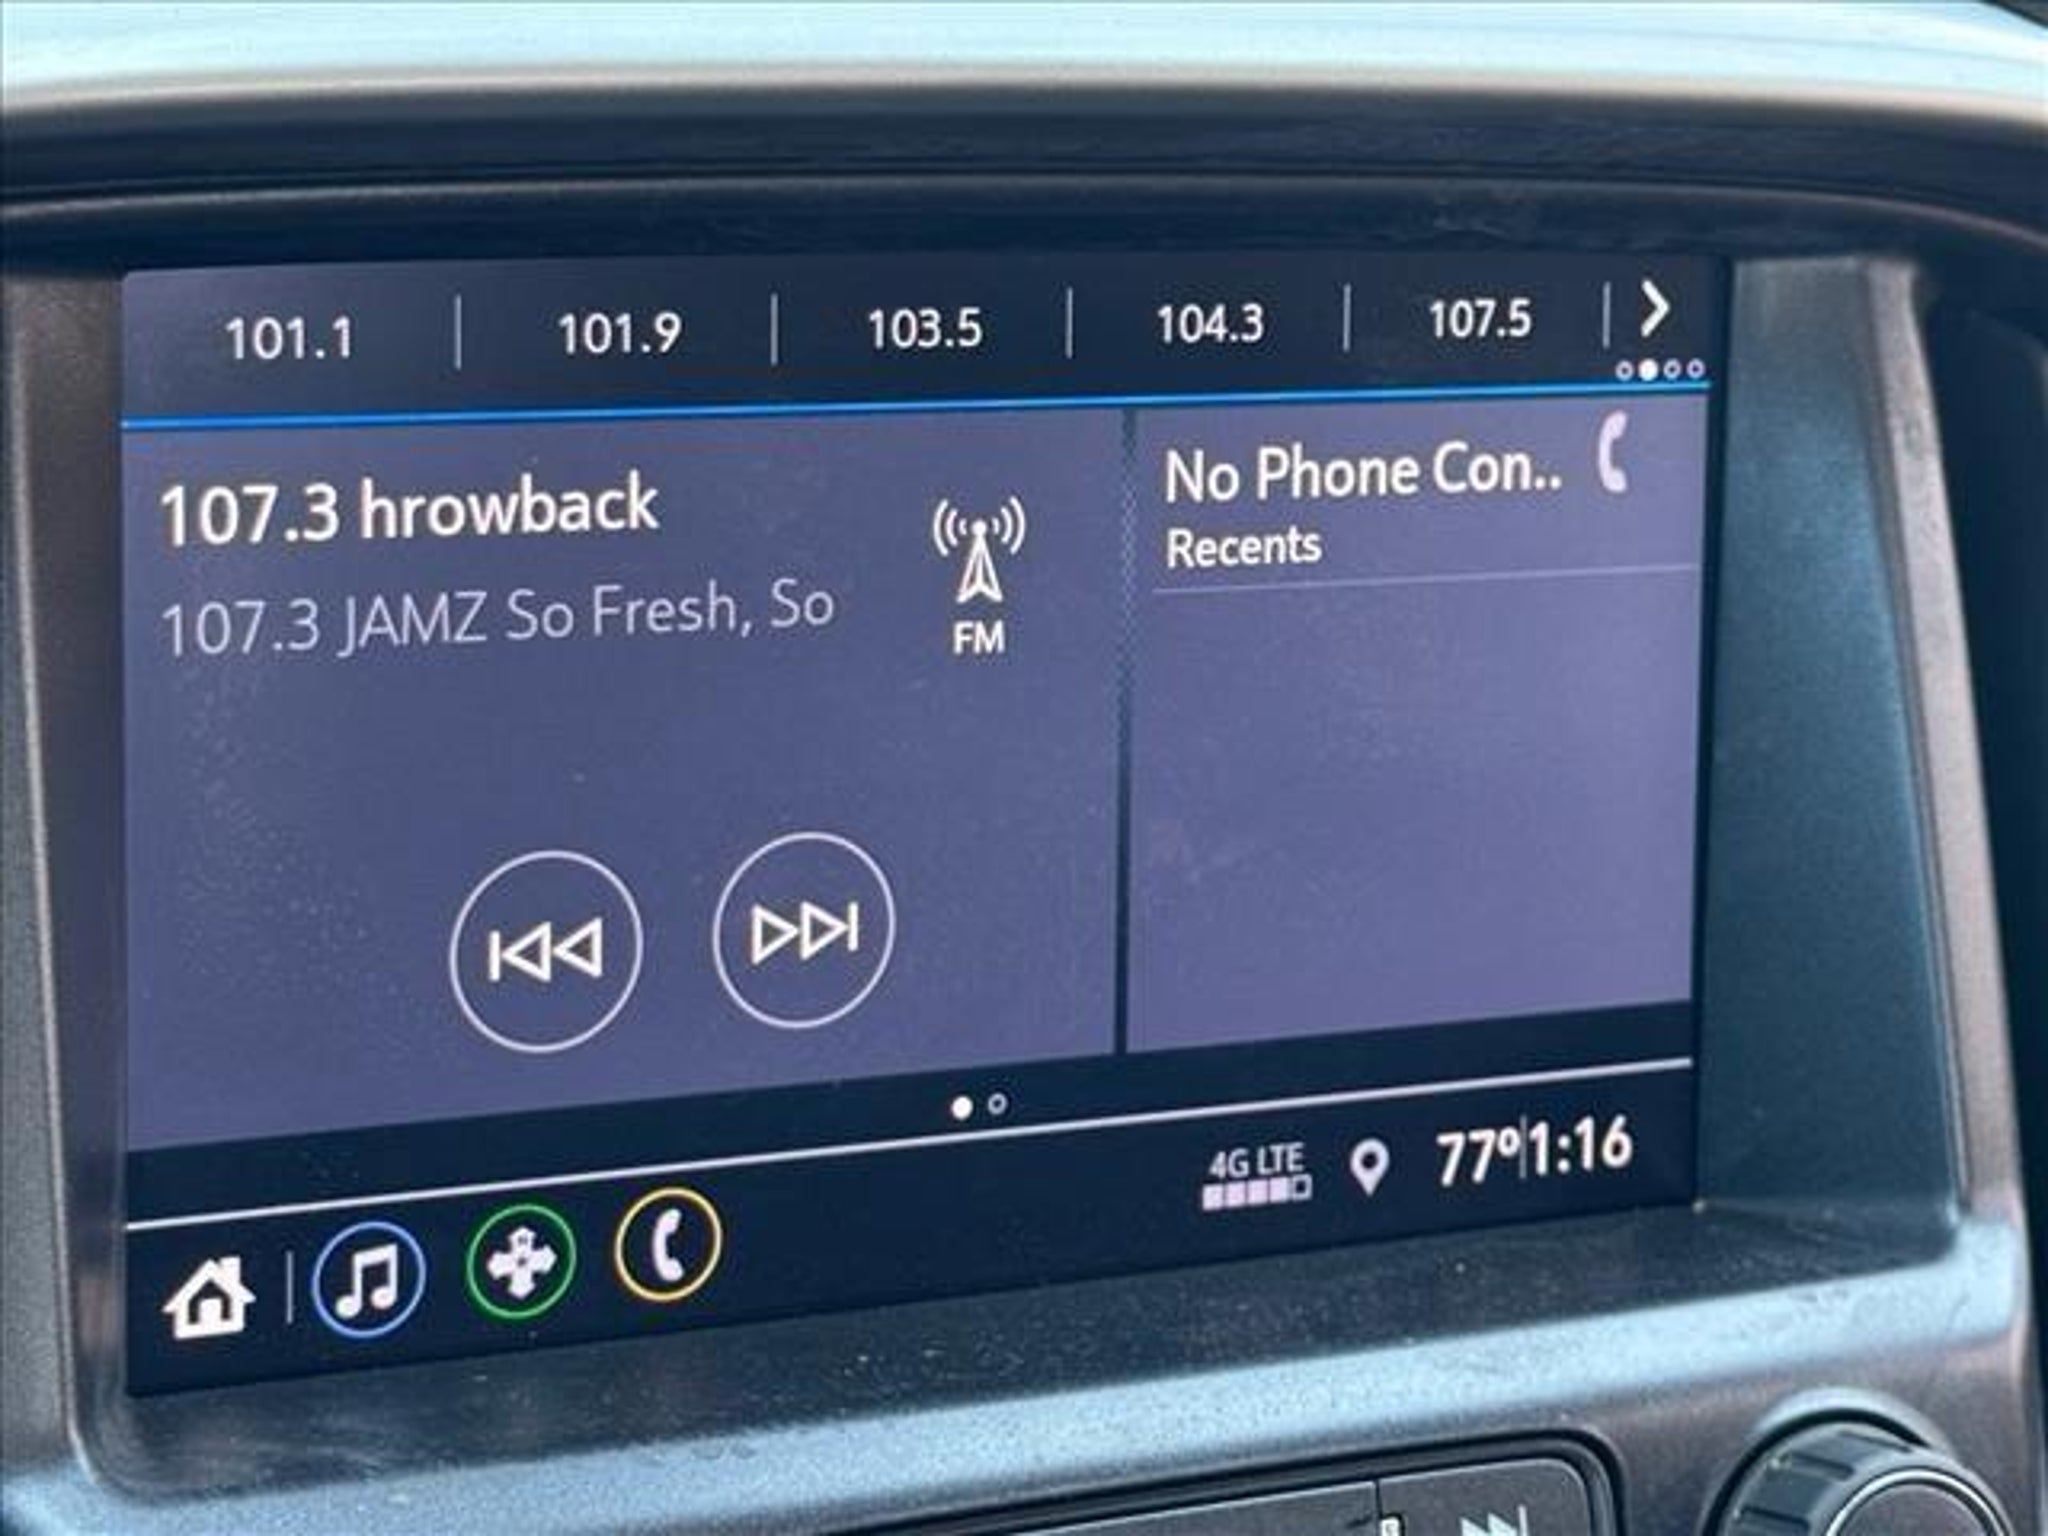 101.1 101.9 103.5 104.3 107.5
107.3 hrowback
107.3 JAMZ So Fresh, So
FM
No Phone Con..
Recents
4G LTE
77° 1:16